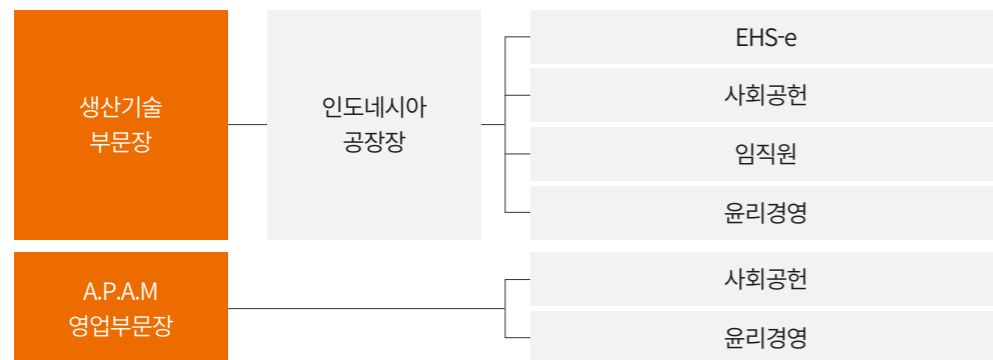 생산기술
부문장
인도네시아
공장장
EHS-e
사회공헌
임직원
윤리경영
A.P.A.M
영업부문장
사회공헌
윤리경영